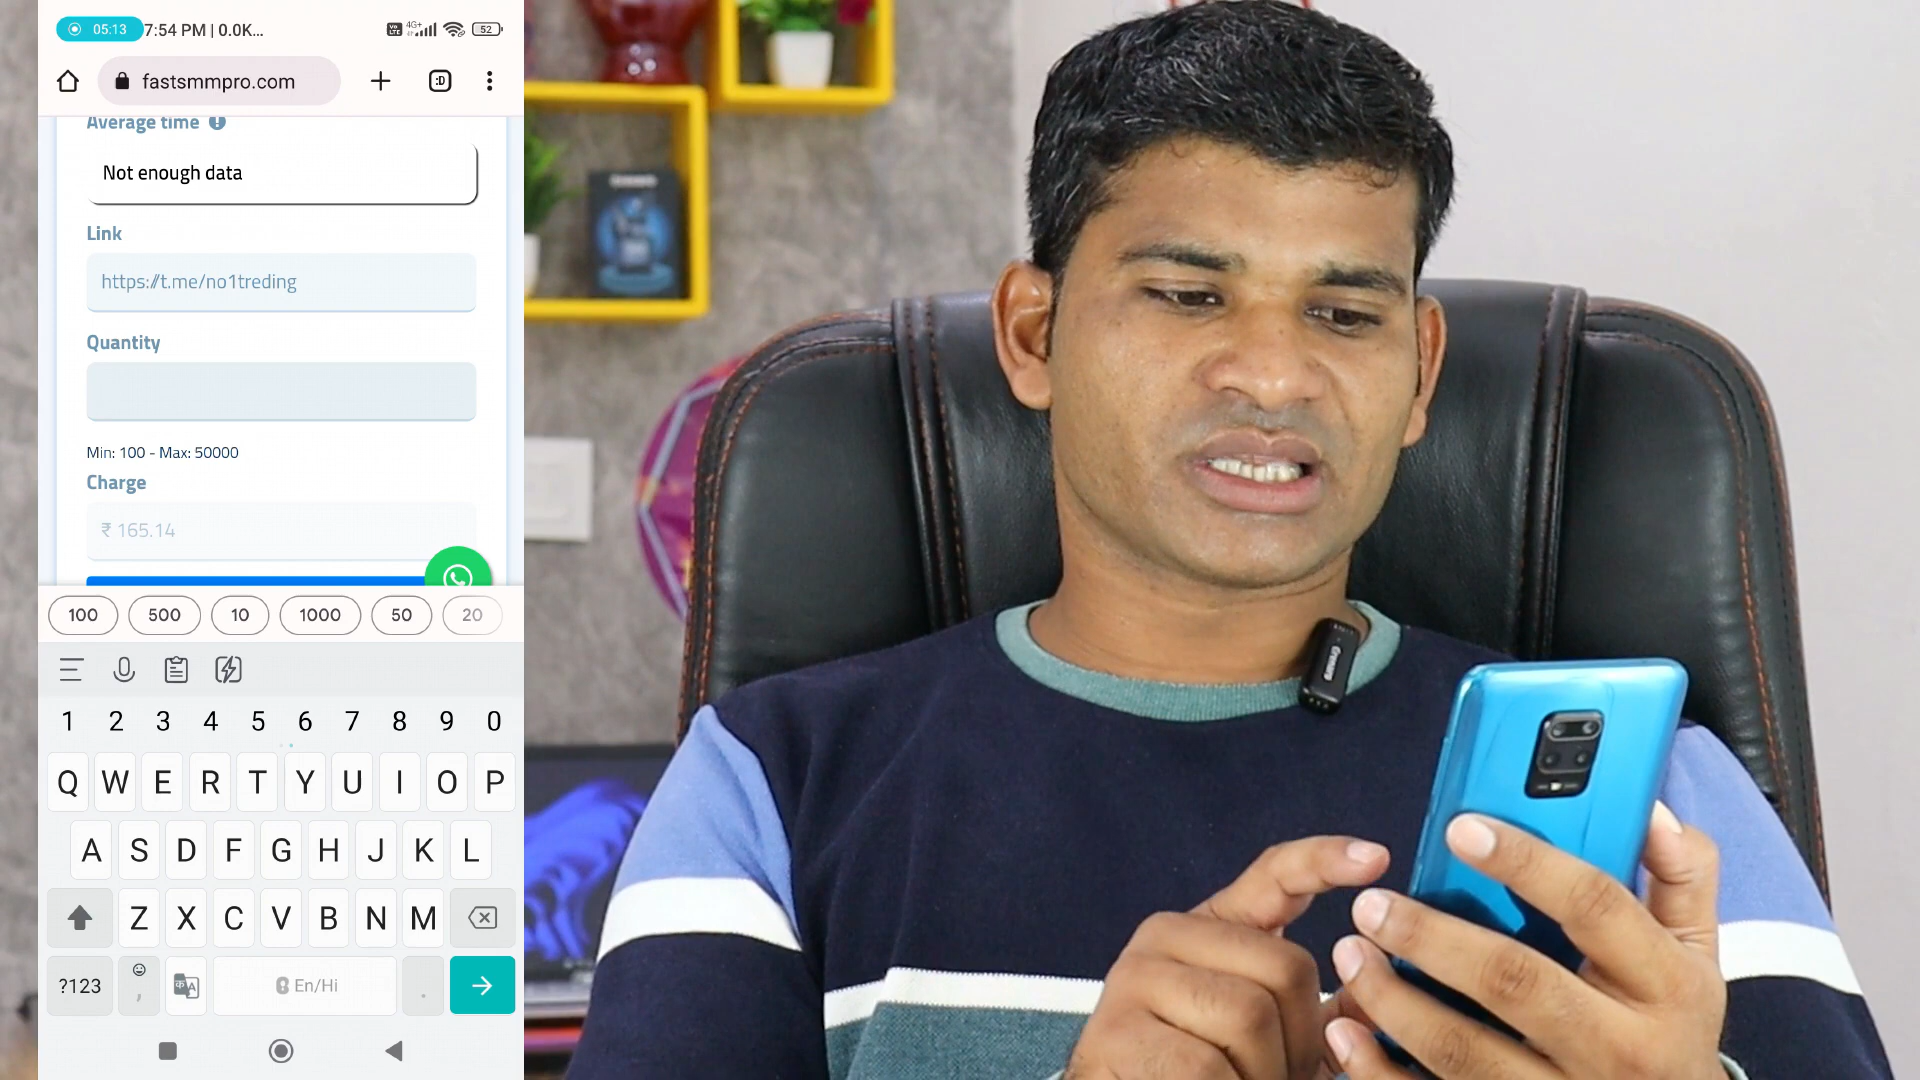 05:13 7:54 PM | 0.0K... 4G+ 52
fastsmmpro.com :D
Average time
Not enough data
Link
https://t.me/no1treding
Quantity
Min: 100 - Max: 50000
Charge
₹ 165.14
100 500 10 1000 50 20
1 2 3 4 5 6 7 8 9 0
Q W E R T Y U I O P
A S D F G H J K L
Z X C V B N M
?123 , En/Hi .